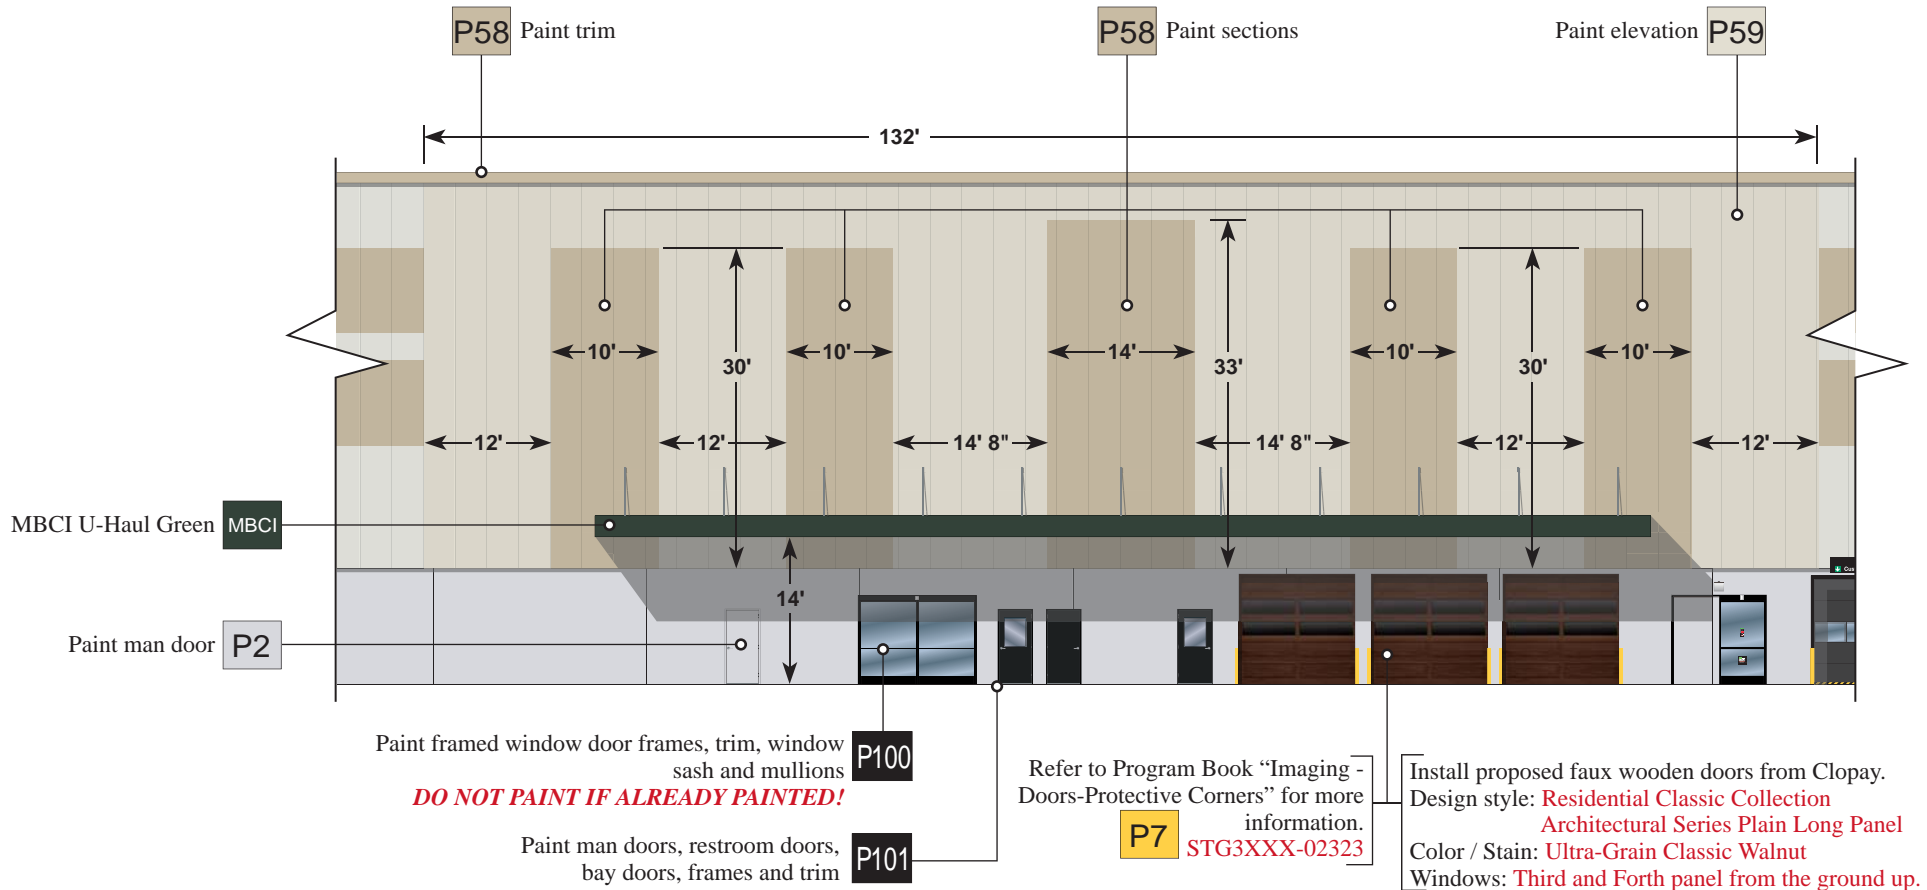 P58 Paint trim
P58 Paint sections
Paint elevation P59
132'
10'
30'
10'
14'
33'
10'
30'
10'
12'
12'
14' 8"
14' 8"
12'
12'
MBCI U-Haul Green MBCI
14'
Paint man door P2
Paint framed window door frames, trim, window
sash and mullions
P100
DO NOT PAINT IF ALREADY PAINTED!
Paint man doors, restroom doors,
bay doors, frames and trim
P101
Refer to Program Book “Imaging -
Doors-Protective Corners” for more
information.
P7
STG3XXX-02323
Install proposed faux wooden doors from Clopay.
Design style: Residential Classic Collection
Architectural Series Plain Long Panel
Color / Stain: Ultra-Grain Classic Walnut
Windows: Third and Forth panel from the ground up.